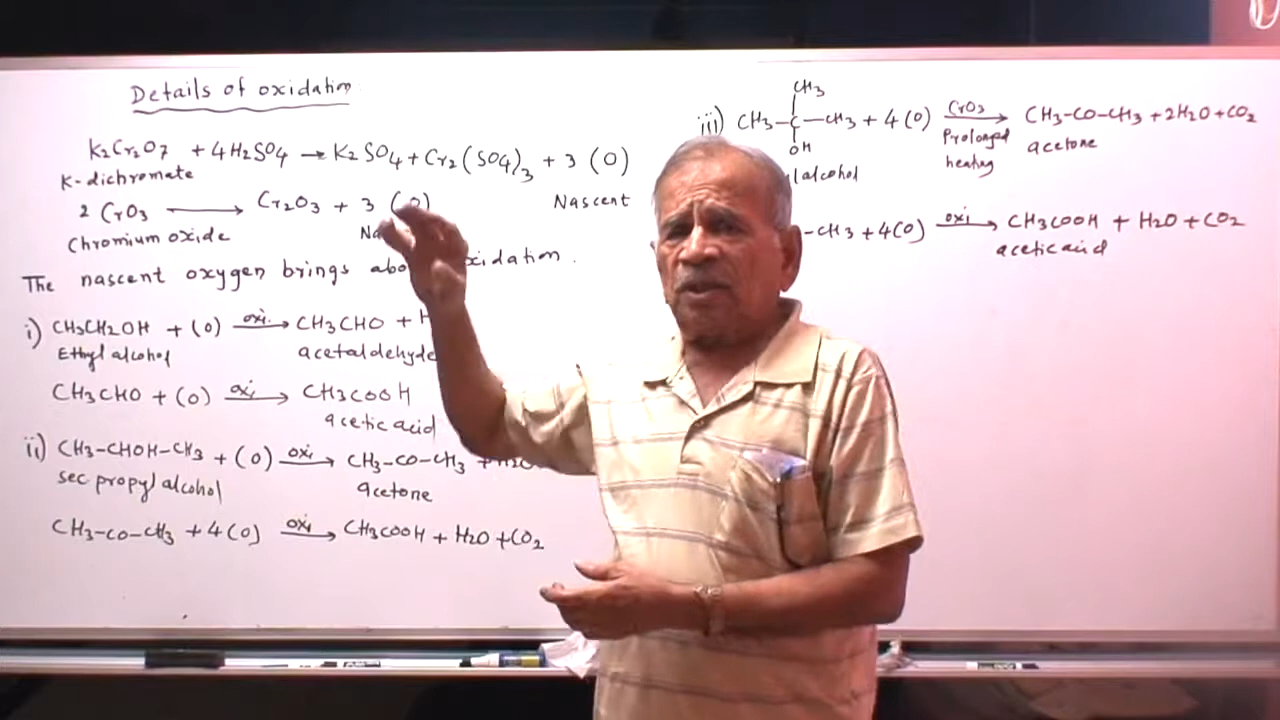 Details of oxidation
K2Cr2O7 + 4H2SO4 → K2SO4 + Cr2(SO4)3 + 3 (O)
K-dichromate
Nascent
2 CrO3 → Cr2O3 + 3 (O)
Chromium oxide
The nascent oxygen brings oxidation.
i) CH3CH2OH + (O) oxi. → CH3CHO +
Ethyl alcohol acetaldehyde
CH3CHO + (O) oxi → CH3COOH
acetic acid
ii) CH3-CHOH-CH3 + (O) oxi → CH3-CO-CH3 + H2O
sec propyl alcohol acetone
CH3-CO-CH3 + 4(O) oxi → CH3COOH + H2O + CO2
CH3
iii) CH3-C-CH3 + 4(O) CrO3 → CH3-CO-CH3 + 2H2O + CO2
OH Prolonged heating acetone
alcohol
-CH3 + 4(O) oxi → CH3COOH + H2O + CO2
acetic acid